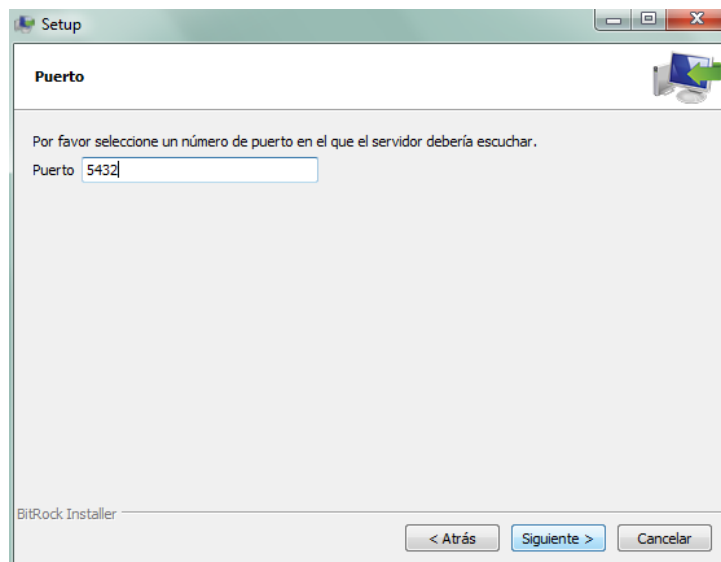 Setup
Puerto
Por favor seleccione un número de puerto en el que el servidor debería escuchar.
Puerto 5432
BitRock Installer
< Atrás Siguiente > Cancelar